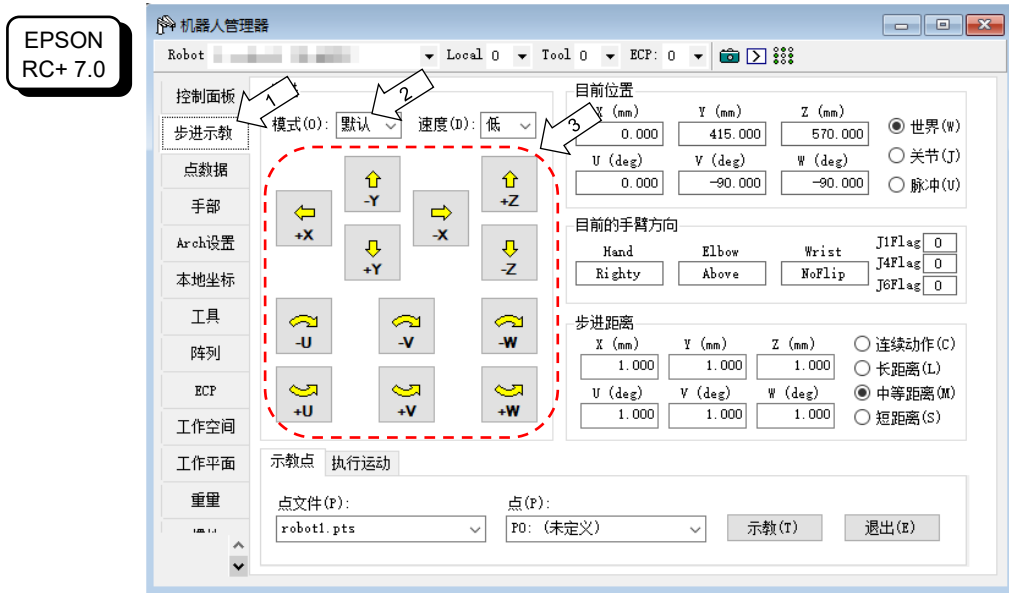 EPSON
RC+ 7.0
机器人管理器
Robot
Local 0
Tool 0
ECP: 0
控制面板
步进示教
点数据
手部
Arch设置
本地坐标
工具
阵列
ECP
工作空间
工作平面
重量
1
2
3
模式(O): 默认
速度(D): 低
-Y
+Z
+X
-X
+Y
-Z
-U
-V
-W
+U
+V
+W
目前位置
X (mm) Y (mm) Z (mm)
0.000 415.000 570.000
U (deg) V (deg) W (deg)
0.000 -90.000 -90.000
世界(W)
关节(J)
脉冲(U)
目前的手臂方向
Hand Elbow Wrist
Righty Above NoFlip
J1Flag 0
J4Flag 0
J6Flag 0
步进距离
X (mm) Y (mm) Z (mm)
1.000 1.000 1.000
U (deg) V (deg) W (deg)
1.000 1.000 1.000
连续动作(C)
长距离(L)
中等距离(M)
短距离(S)
示教点 执行运动
点文件(P): 点(P):
robot1.pts P0: (未定义) 示教(T) 退出(E)